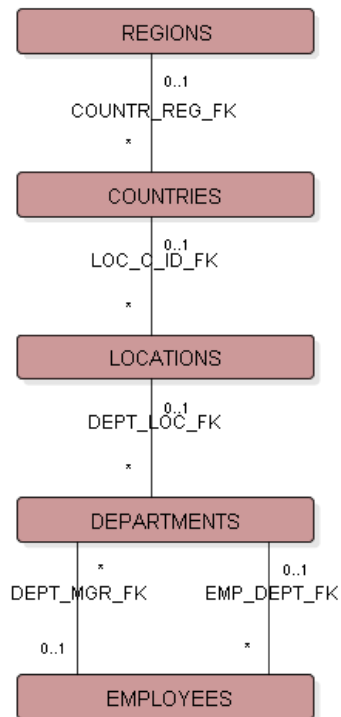 REGIONS
0..1
COUNTR_REG_FK
*
COUNTRIES
0..1
LOC_C_ID_FK
*
LOCATIONS
0..1
DEPT_LOC_FK
*
DEPARTMENTS
* 0..1
DEPT_MGR_FK EMP_DEPT_FK
0..1 *
EMPLOYEES